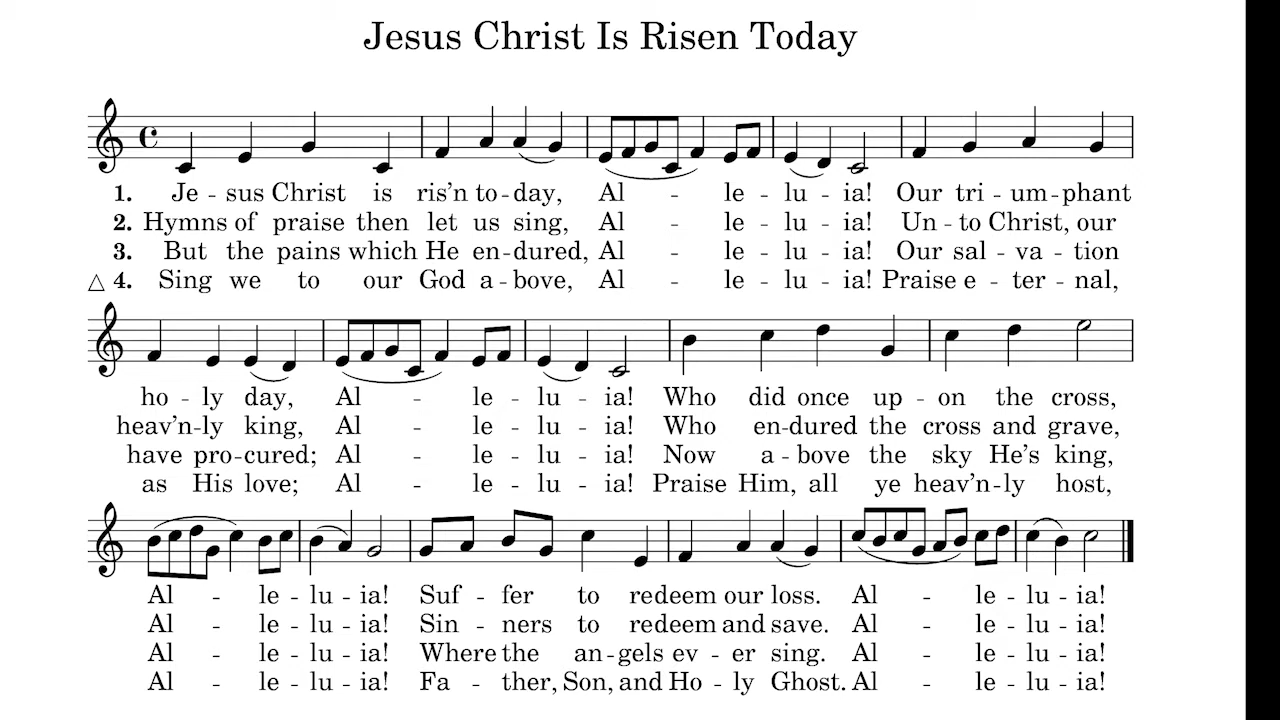 Jesus Christ Is Risen Today
1. Je - sus Christ is ris'n to - day, Al - le - lu - ia! Our tri - um - phant
2. Hymns of praise then let us sing, Al - le - lu - ia! Un - to Christ, our
3. But the pains which He en - dured, Al - le - lu - ia! Our sal - va - tion
△ 4. Sing we to our God a - bove, Al - le - lu - ia! Praise e - ter - nal,
ho - ly day, Al - le - lu - ia! Who did once up - on the cross,
heav'n - ly king, Al - le - lu - ia! Who en - dured the cross and grave,
have pro - cured; Al - le - lu - ia! Now a - bove the sky He's king,
as His love; Al - le - lu - ia! Praise Him, all ye heav'n - ly host,
Al - le - lu - ia! Suf - fer to redeem our loss. Al - le - lu - ia!
Al - le - lu - ia! Sin - ners to redeem and save. Al - le - lu - ia!
Al - le - lu - ia! Where the an - gels ev - er sing. Al - le - lu - ia!
Al - le - lu - ia! Fa - ther, Son, and Ho - ly Ghost. Al - le - lu - ia!